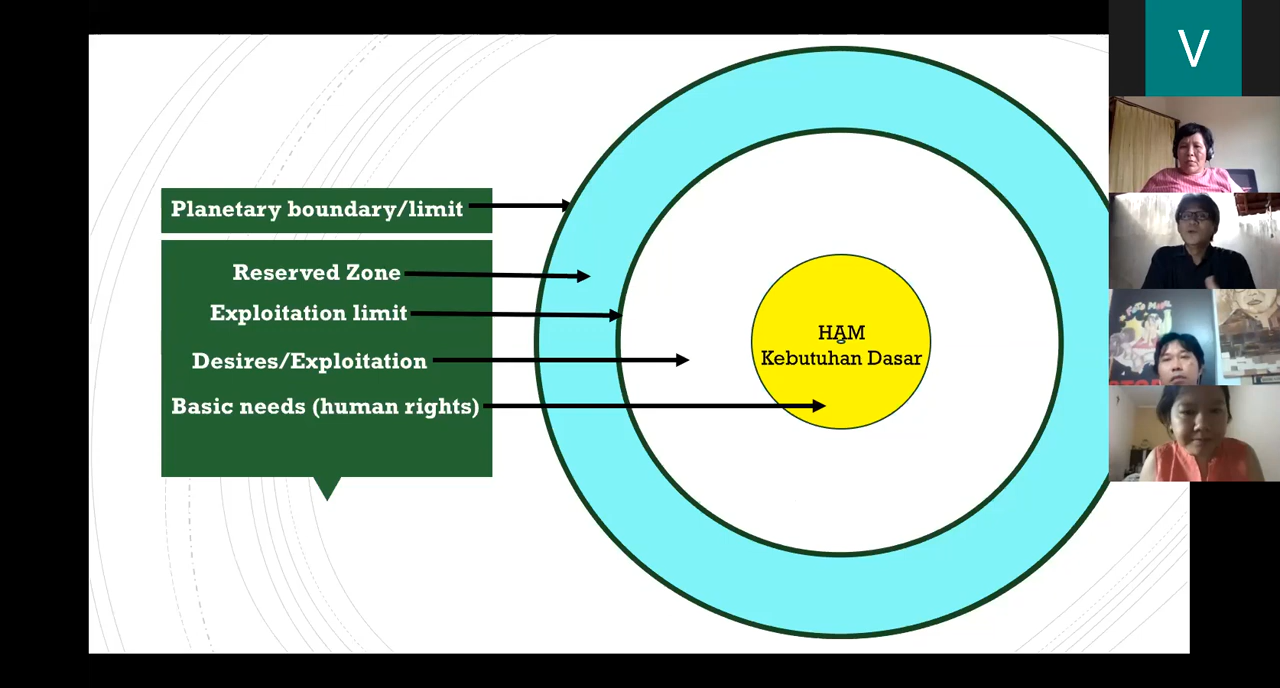 Planetary boundary/limit
Reserved Zone
Exploitation limit
Desires/Exploitation
Basic needs (human rights)
HAM
Kebutuhan Dasar
V